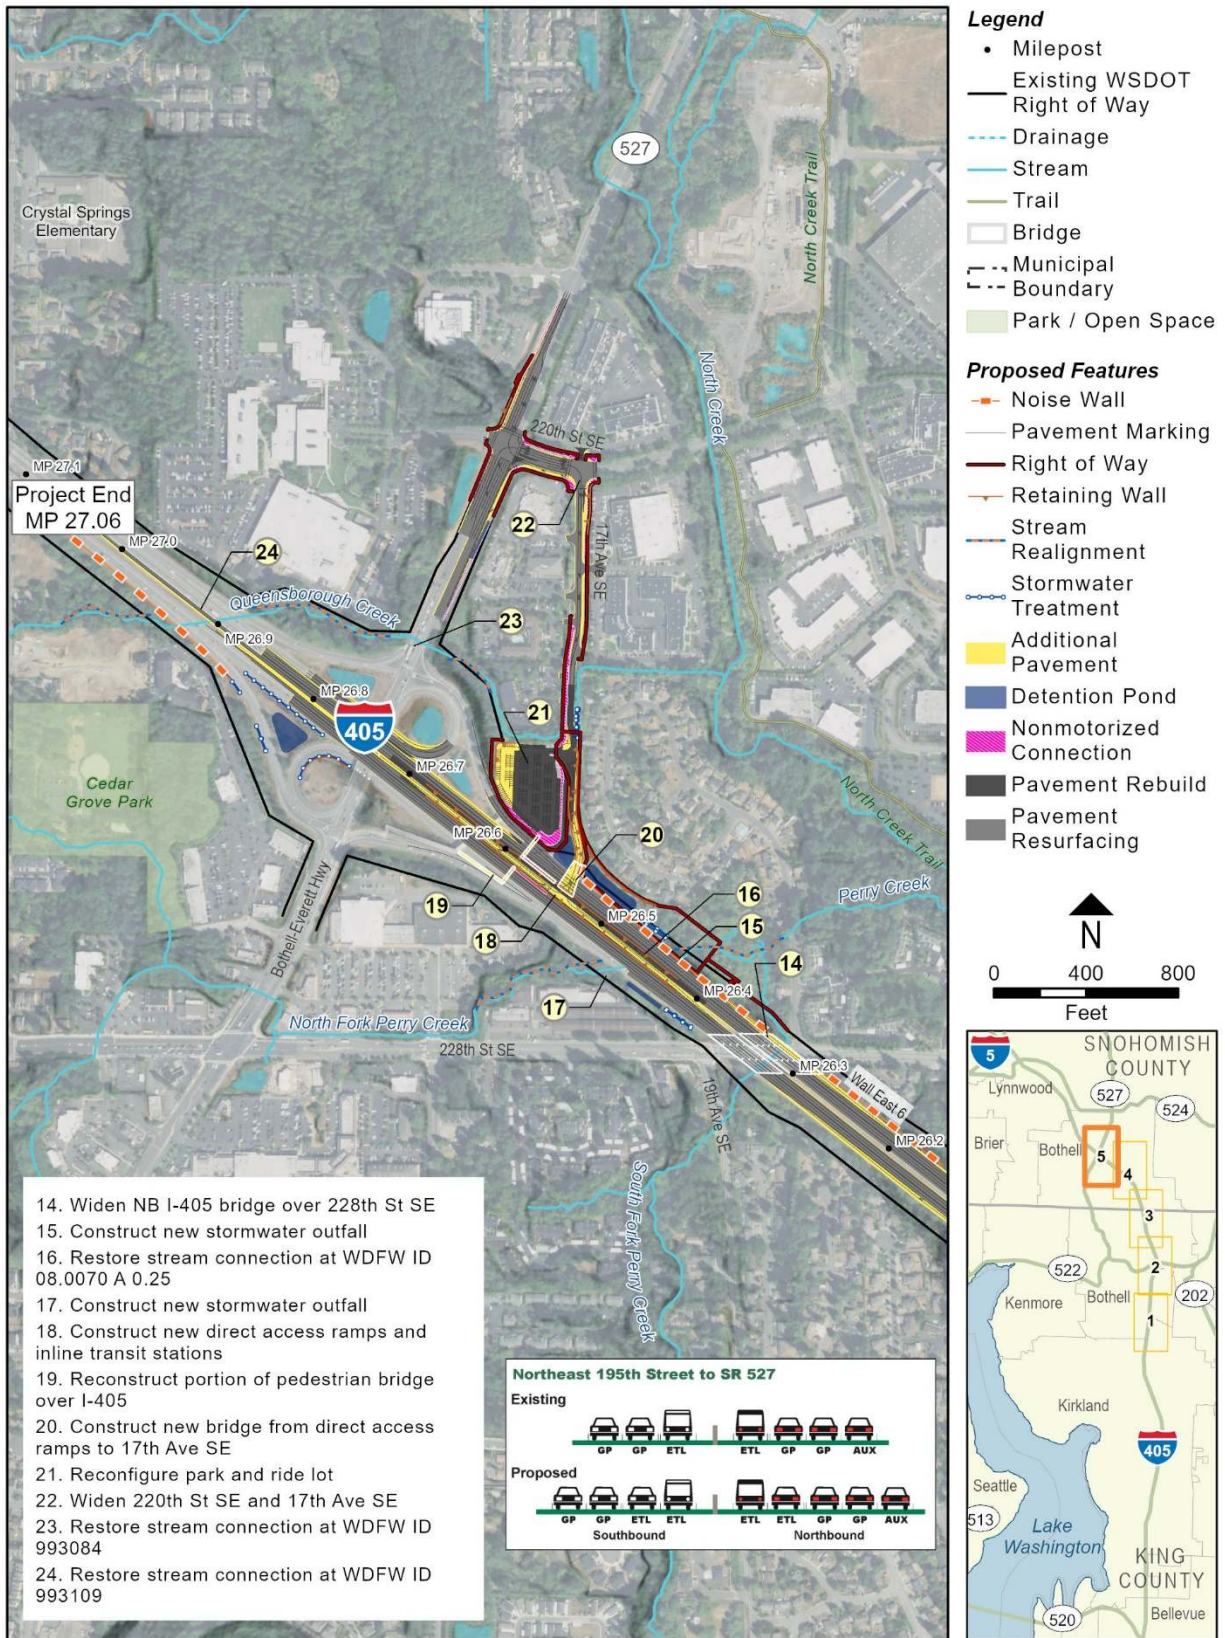 527
Crystal Springs
Elementary
North Creek Trail
North Creek
220th St SE
MP 27.1
Project End
MP 27.06
MP 27.0
22
17th Ave SE
24
Queensborough Creek
23
MP 26.9
MP 26.8
405
21
MP 26.7
Cedar
Grove Park
North Creek Trail
MP 26.6
20
16
Perry Creek
19
MP 26.5
15
18
14
Bothell-Everett Hwy
MP 26.4
17
North Fork Perry Creek
228th St SE
MP 26.3
19th Ave SE
Wall East 6
MP 26.2
South Fork Perry Creek
14. Widen NB I-405 bridge over 228th St SE
15. Construct new stormwater outfall
16. Restore stream connection at WDFW ID
08.0070 A 0.25
17. Construct new stormwater outfall
18. Construct new direct access ramps and
inline transit stations
19. Reconstruct portion of pedestrian bridge
over I-405
20. Construct new bridge from direct access
ramps to 17th Ave SE
21. Reconfigure park and ride lot
22. Widen 220th St SE and 17th Ave SE
23. Restore stream connection at WDFW ID
993084
24. Restore stream connection at WDFW ID
993109
Northeast 195th Street to SR 527
Existing
GP GP ETL ETL GP GP AUX
Proposed
GP GP ETL ETL ETL ETL GP GP AUX
Southbound Northbound
Legend
Milepost
Existing WSDOT
Right of Way
Drainage
Stream
Trail
Bridge
Municipal
Boundary
Park / Open Space
Proposed Features
Noise Wall
Pavement Marking
Right of Way
Retaining Wall
Stream
Realignment
Stormwater
Treatment
Additional
Pavement
Detention Pond
Nonmotorized
Connection
Pavement Rebuild
Pavement
Resurfacing
N
0 400 800
Feet
5
SNOHOMISH
COUNTY
Lynnwood
527
524
Brier
Bothell
5
4
3
2
522
202
Kenmore
Bothell
1
Kirkland
405
Seattle
513
Lake
Washington
KING
COUNTY
520
Bellevue